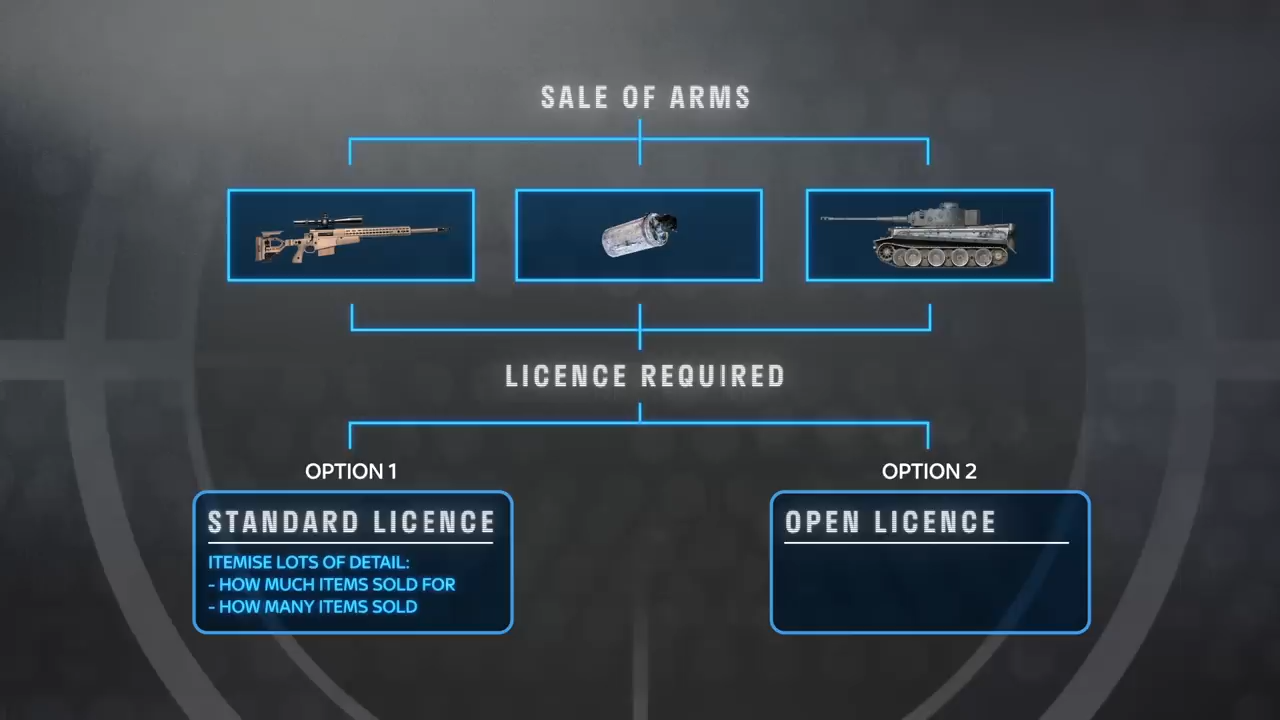 SALE OF ARMS
LICENCE REQUIRED
OPTION 1
STANDARD LICENCE
ITEMISE LOTS OF DETAIL:
- HOW MUCH ITEMS SOLD FOR
- HOW MANY ITEMS SOLD
OPTION 2
OPEN LICENCE